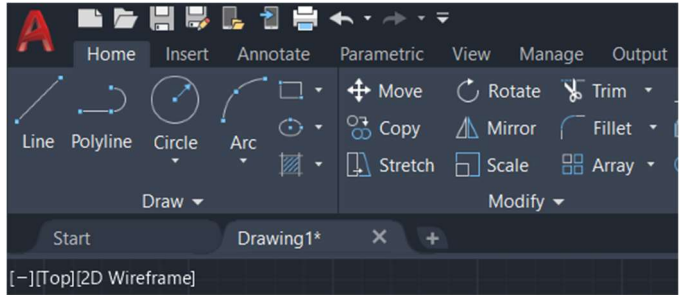 A
Home Insert Annotate Parametric View Manage Output
Move Rotate Trim
Line Polyline Circle Arc Copy Mirror Fillet
Stretch Scale Array
Draw Modify
Start Drawing1*
[−][Top][2D Wireframe]